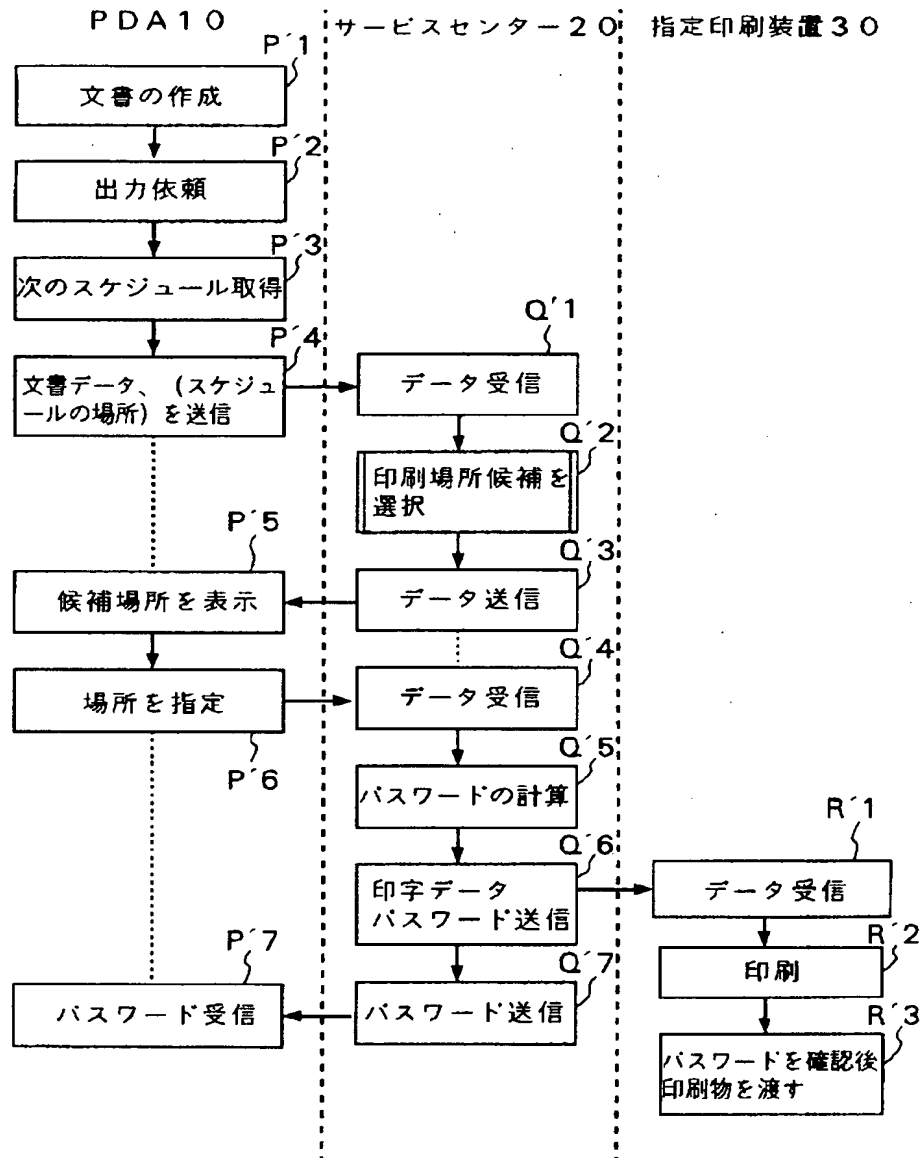 PDA10
サービスセンター20
指定印刷装置30
P´1
文書の作成
P´2
出力依頼
P´3
次のスケジュール取得
P´4
文書データ、(スケジュ
ールの場所)を送信
Q´1
データ受信
Q´2
印刷場所候補を
選択
P´5
候補場所を表示
Q´3
データ送信
Q´4
場所を指定
データ受信
P´6
Q´5
パスワードの計算
Q´6
印字データ
パスワード送信
R´1
データ受信
R´2
印刷
P´7
パスワード受信
Q´7
パスワード送信
R´3
パスワードを確認後
印刷物を渡す